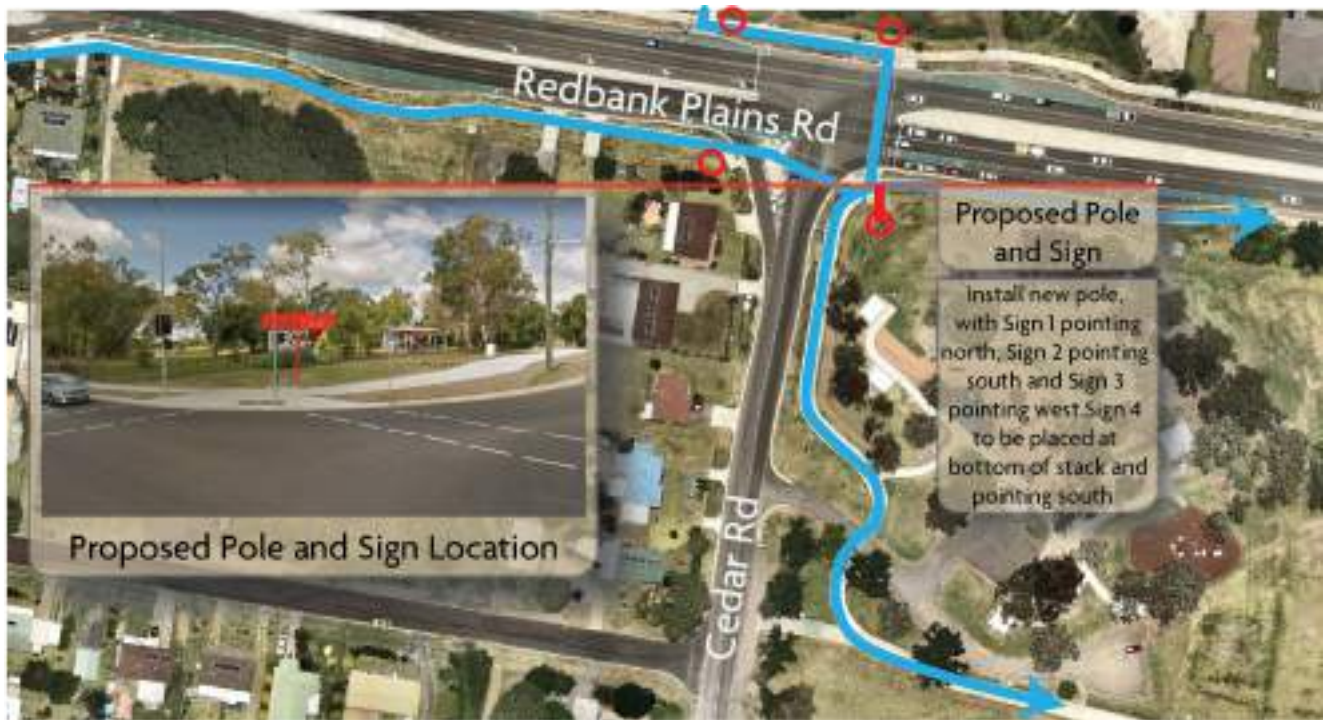 Redbank Plains Rd
Proposed Pole
and Sign
Install new pole,
with Sign 1 pointing
north, Sign 2 pointing
south and Sign 3
pointing west.Sign 4
to be placed at
bottom of stack and
pointing south
Proposed Pole and Sign Location
Cedar Rd